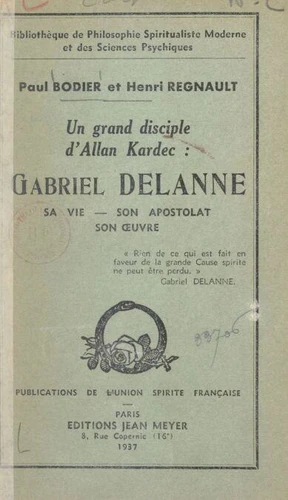 Bibliothèque de Philosophie Spiritualiste Moderne
et des Sciences Psychiques
Paul BODIER et Henri REGNAULT
Un grand disciple
d'Allan Kardec :
GABRIEL DELANNE
SA VIE — SON APOSTOLAT
SON ŒUVRE
« Rien de ce qui est fait en
faveur de la grande Cause spirite
ne peut être perdu. »
Gabriel DELANNE.
PUBLICATIONS DE L'UNION SPIRITE FRANÇAISE
PARIS
EDITIONS JEAN MEYER
8, Rue Copernic (16°)
1937